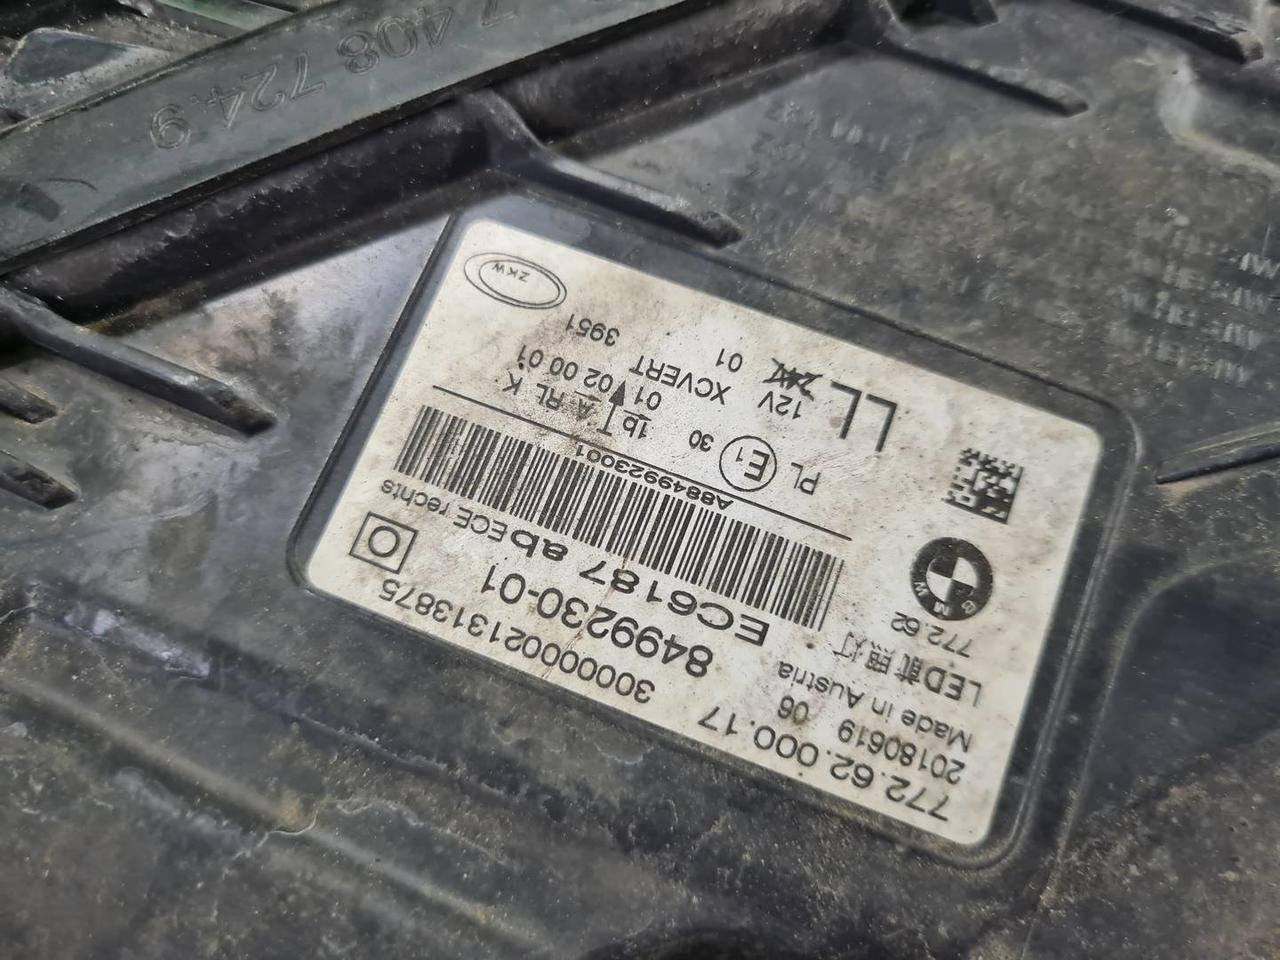 7 408 724.9
772.62.000.17
20180619 06
Made in Austria
LED前照灯
772.62
BMW
3000000021313875
8499230-01
EC6187 ab ECE rechts
A8849923001
PL E1 30
1b A RL K
01 02 00 01
12V XCVERT 3951
24V 01
LL
ZKW